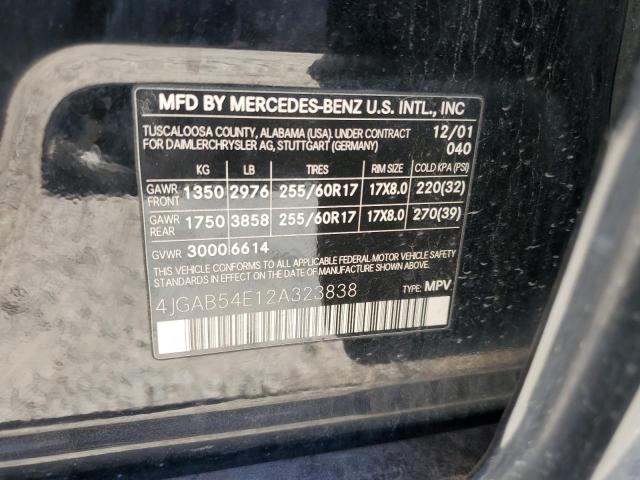 MFD BY MERCEDES-BENZ U.S. INTL., INC
TUSCALOOSA COUNTY, ALABAMA (USA). UNDER CONTRACT 12/01
FOR DAIMLERCHRYSLER AG, STUTTGART (GERMANY) 040
KG LB TIRES RIM SIZE COLD KPA (PSI)
GAWR FRONT 1350 2976 255/60R17 17X8.0 220(32)
GAWR REAR 1750 3858 255/60R17 17X8.0 270(39)
GVWR 3000 6614
THIS VEHICLE CONFORMS TO ALL APPLICABLE FEDERAL MOTOR VEHICLE SAFETY
STANDARDS IN EFFECT ON THE DATE OF MANUFACTURE SHOWN ABOVE.
4JGAB54E12A323838 TYPE: MPV